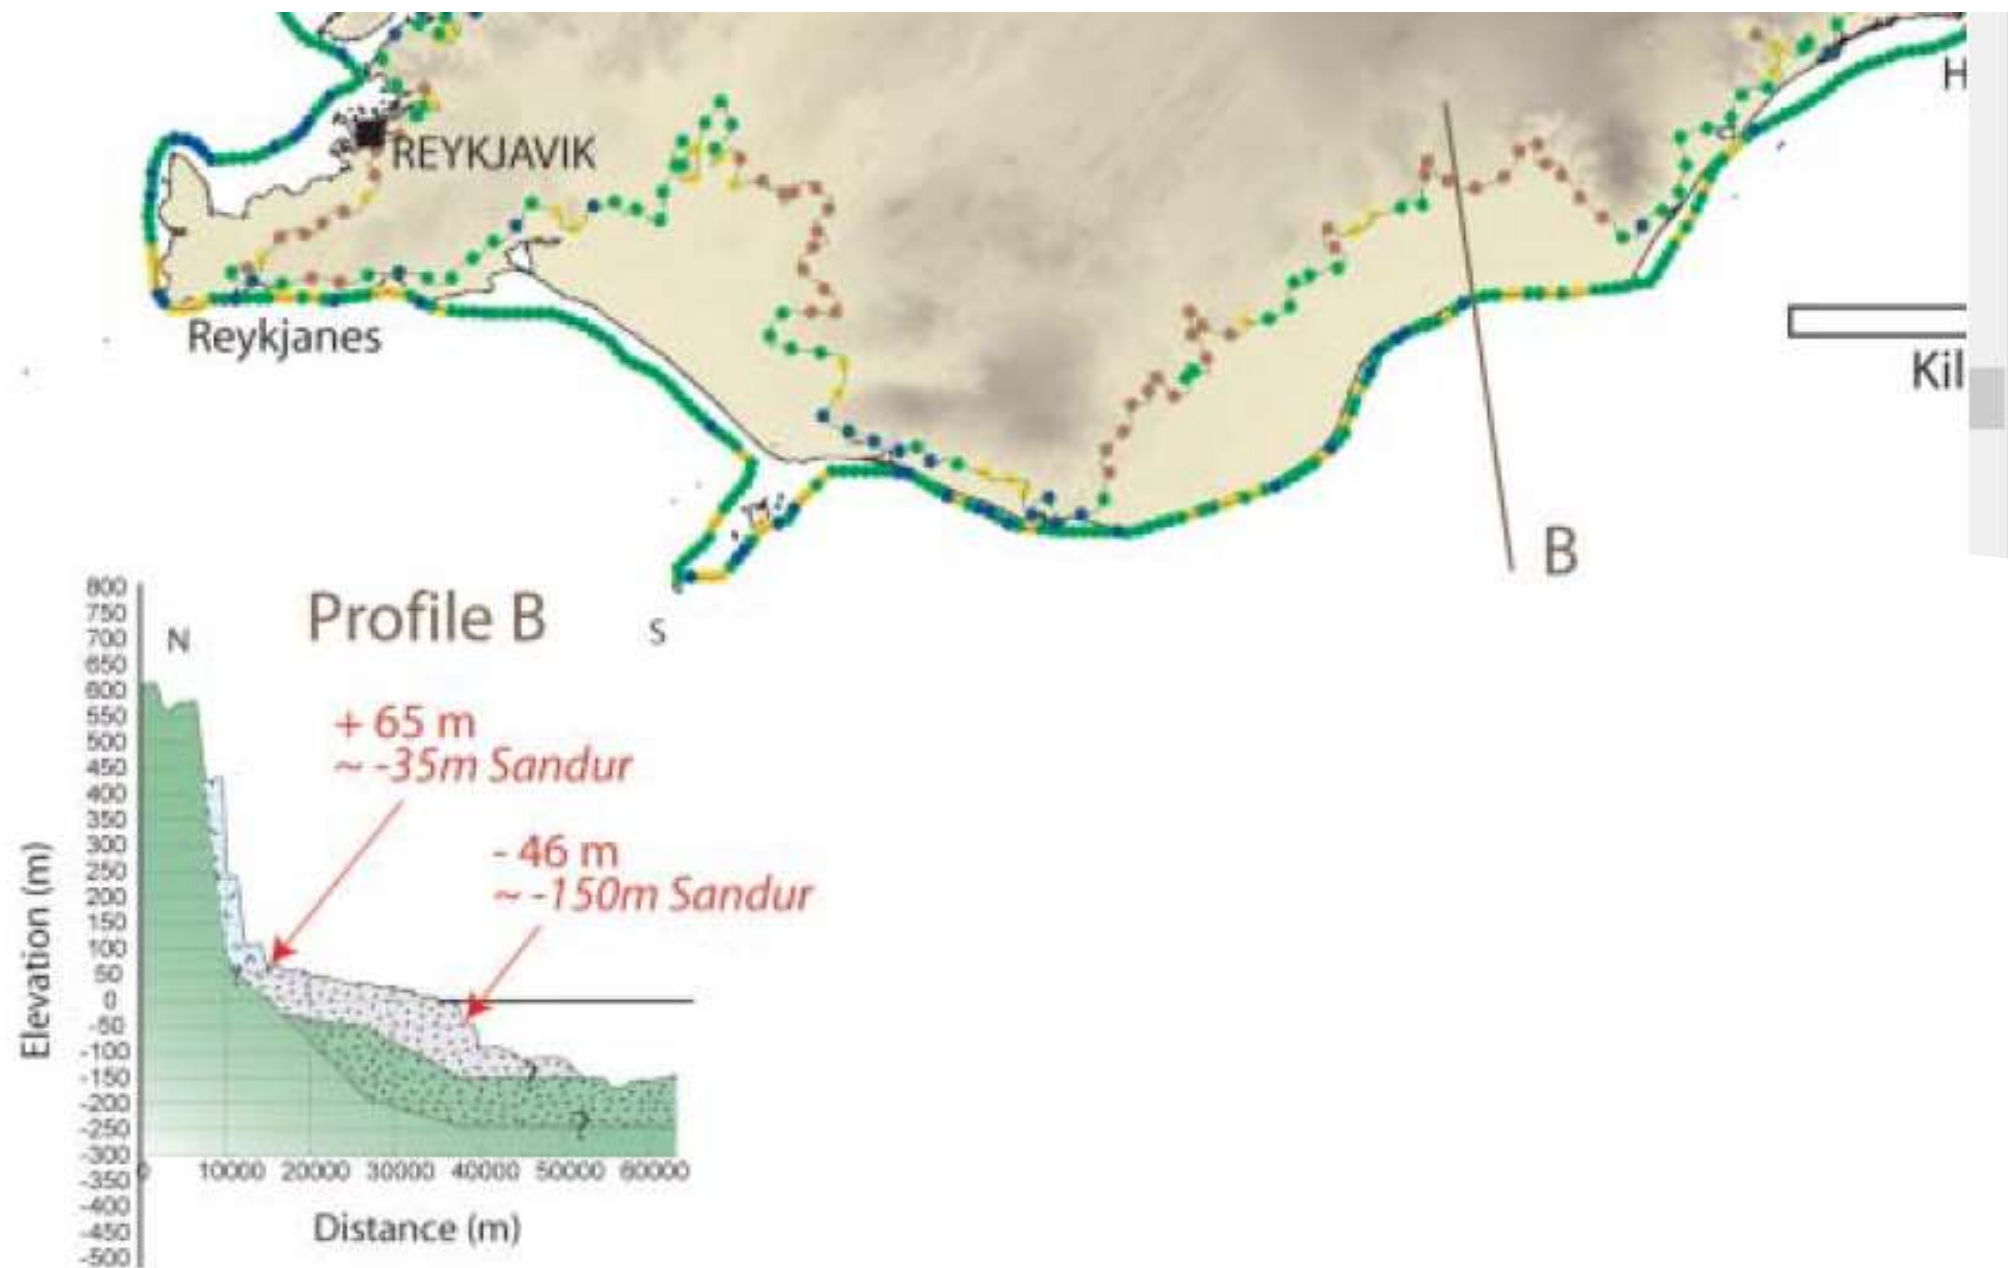 H
REYKJAVIK
Reykjanes
Kil
B
Profile B
N
S
+ 65 m
~ -35m Sandur
- 46 m
~ -150m Sandur
800
750
700
650
600
550
500
450
400
350
300
250
200
150
100
50
0
-50
-100
-150
-200
-250
-300
-350
-400
-450
-500
Elevation (m)
?
?
0 10000 20000 30000 40000 50000 60000
Distance (m)